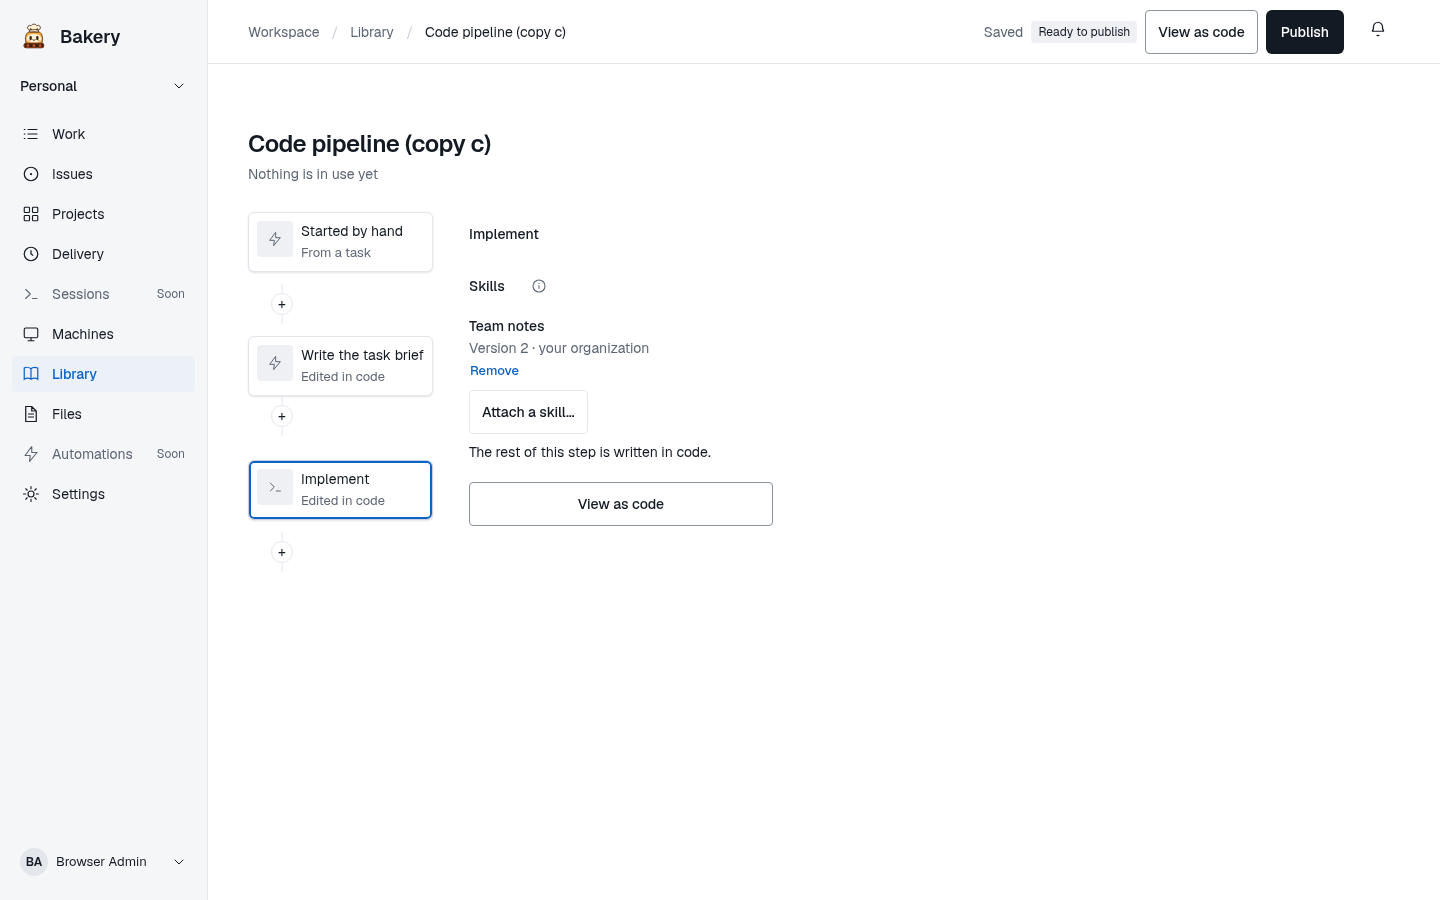 Bakery
Personal
Work
Issues
Projects
Delivery
Sessions Soon
Machines
Library
Files
Automations Soon
Settings
BA Browser Admin
Workspace / Library / Code pipeline (copy c)
Saved Ready to publish View as code Publish
Code pipeline (copy c)
Nothing is in use yet
Started by hand
From a task
+
Write the task brief
Edited in code
+
Implement
Edited in code
+
Implement
Skills
Team notes
Version 2 · your organization
Remove
Attach a skill...
The rest of this step is written in code.
View as code